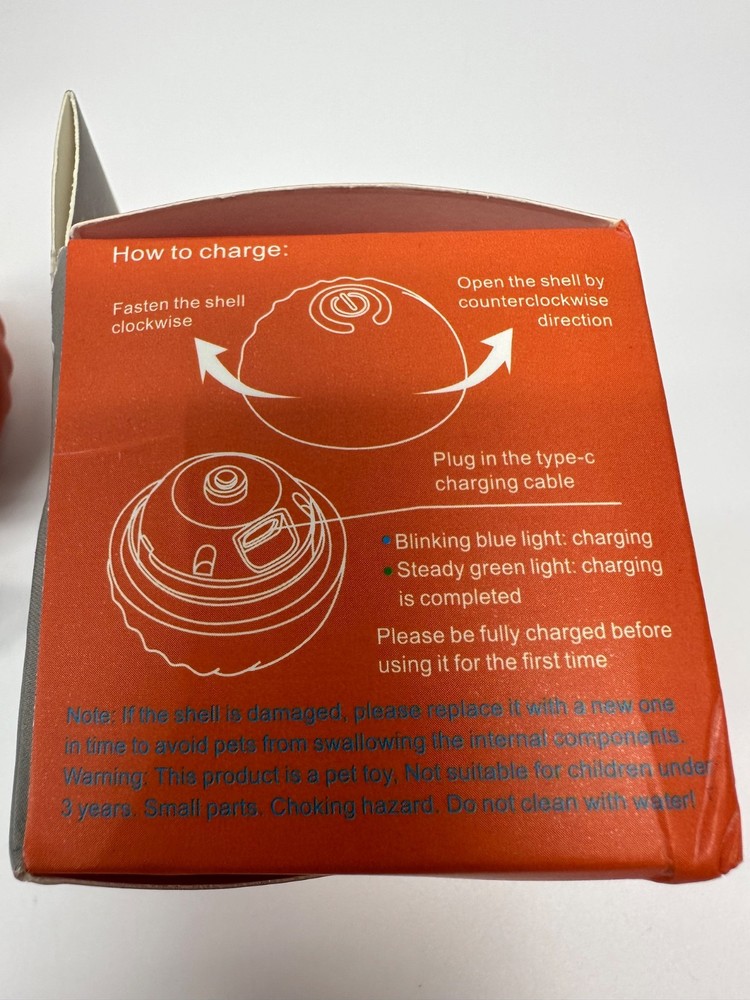 How to charge:
Fasten the shell
clockwise
Open the shell by
counterclockwise
direction
Plug in the type-c
charging cable
Blinking blue light: charging
Steady green light: charging
is completed
Please be fully charged before
using it for the first time
Note: If the shell is damaged, please replace it with a new one
in time to avoid pets from swallowing the internal components.
Warning: This product is a pet toy, Not suitable for children under
3 years. Small parts. Choking hazard. Do not clean with water!